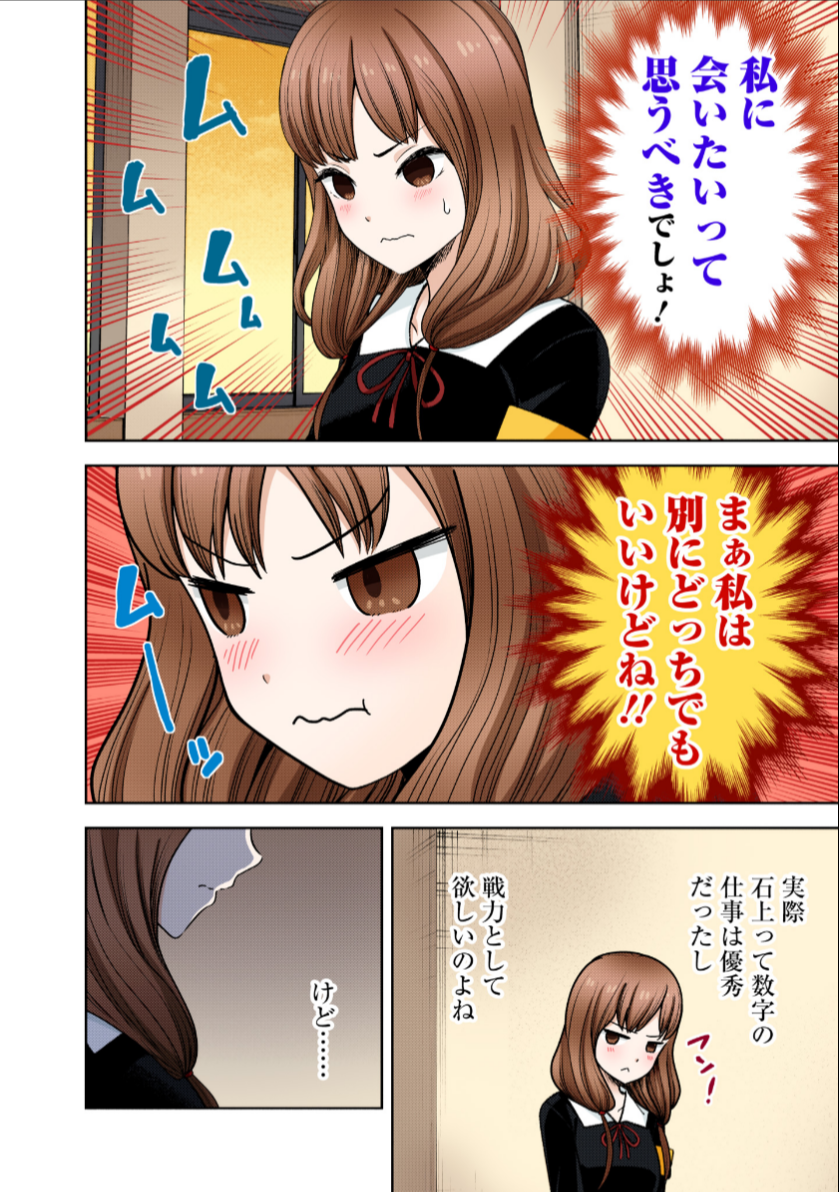 私に
会いたいって
思うべきでしょ!
ム
ム
ム
ム
ム
ム
まぁ私は
別にどっちでも
いいけどね!!
ムーッ
実際
石上って数字の
仕事は優秀
だったし
戦力として
欲しいのよね
フン!
けど……